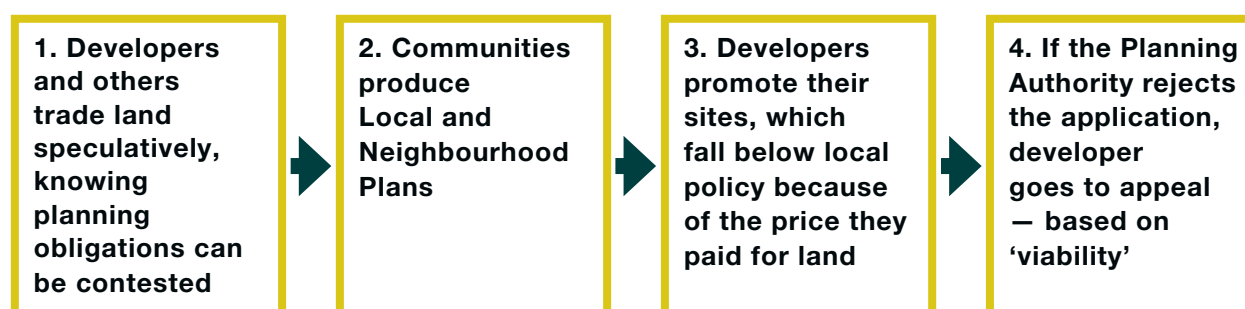 1. Developers
and others
trade land
speculatively,
knowing
planning
obligations can
be contested
2. Communities
produce
Local and
Neighbourhood
Plans
3. Developers
promote their
sites, which
fall below local
policy because
of the price they
paid for land
4. If the Planning
Authority rejects
the application,
developer
goes to appeal
— based on
‘viability’